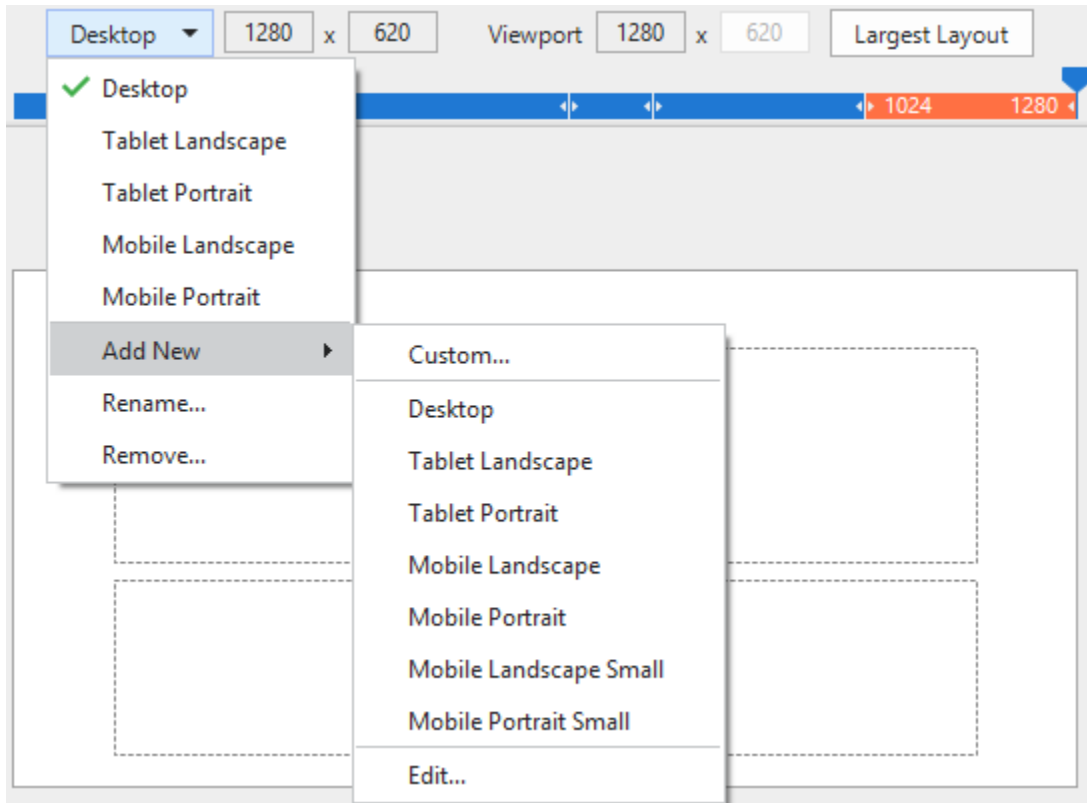 Desktop 1280 x 620 Viewport 1280 x 620 Largest Layout
1024 1280
Desktop
Tablet Landscape
Tablet Portrait
Mobile Landscape
Mobile Portrait
Add New
Rename...
Remove...
Custom...
Desktop
Tablet Landscape
Tablet Portrait
Mobile Landscape
Mobile Portrait
Mobile Landscape Small
Mobile Portrait Small
Edit...